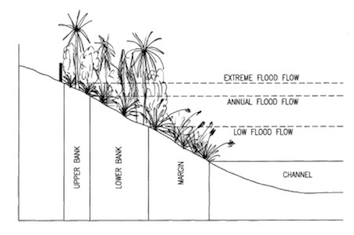 EXTREME FLOOD FLOW
ANNUAL FLOOD FLOW
LOW FLOOD FLOW
UPPER BANK
LOWER BANK
MARGIN
CHANNEL